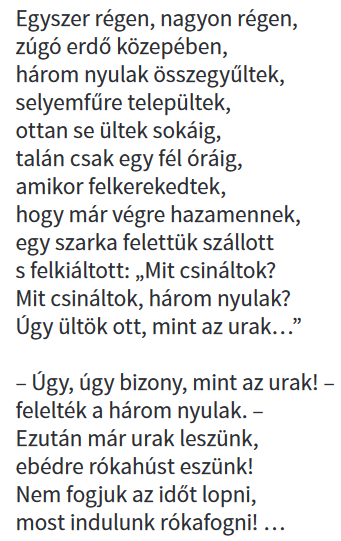 Egyszer régen, nagyon régen,
zúgó erdő közepében,
három nyulak összegyűltek,
selyemfűre települtek,
ottan se ültek sokáig,
talán csak egy fél óráig,
amikor felkerekedtek,
hogy már végre hazamennek,
egy szarka felettük szállott
s felkiáltott: „Mit csináltok?
Mit csináltok, három nyulak?
Úgy ültök ott, mint az urak…”

– Úgy, úgy bizony, mint az urak! –
felelték a három nyulak. –
Ezután már urak leszünk,
ebédre rókahúst eszünk!
Nem fogjuk az időt lopni,
most indulunk rókafogni! …